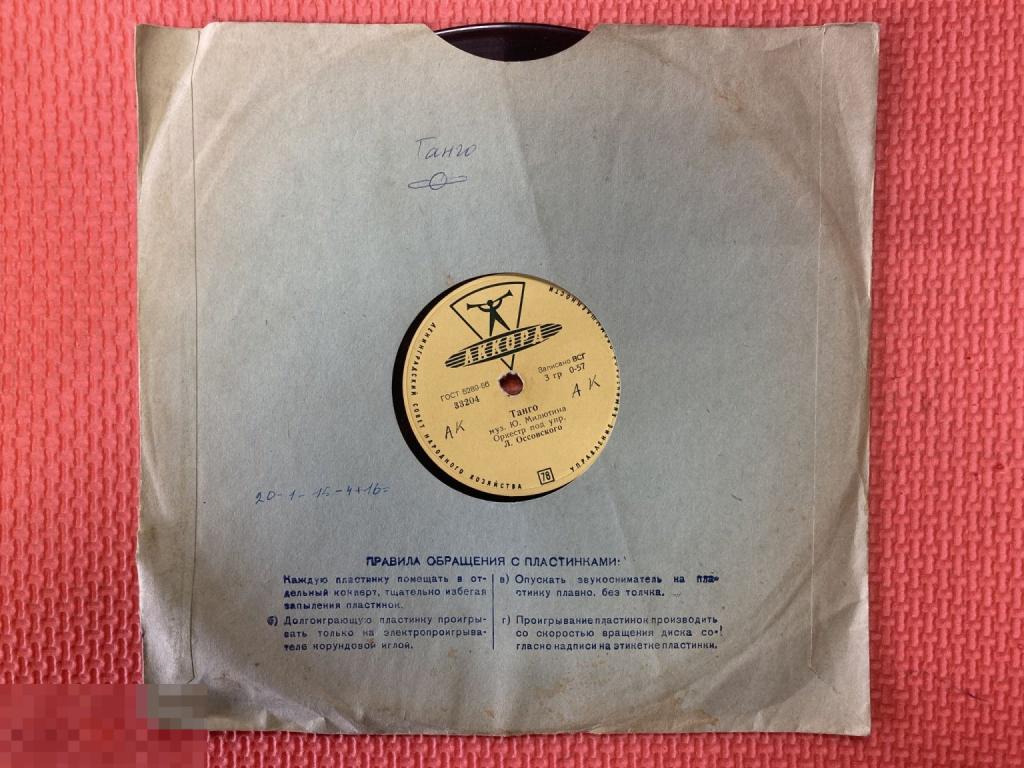 Танго
АККОРД
ЛЕНИНГРАДСКИЙ СОВЕТ НАРОДНОГО ХОЗЯЙСТВА
УПРАВЛЕНИЕ
ГОСТ 5289-56
33204
Записано ВСГ
3 гр 0-57
АК
АК
Танго
муз. Ю. Милютина
Оркестр под упр.
Л. Оссовского
78
20-1-15-4+16=
ПРАВИЛА ОБРАЩЕНИЯ С ПЛАСТИНКАМИ:
Каждую пластинку помещать в от-
дельный конверт, тщательно избегая
запыления пластинок.
б) Долгоиграющую пластинку проигры-
вать только на электропроигрыва-
теле корундовой иглой.
в) Опускать звукосниматель на пла-
стинку плавно, без толчка.
г) Проигрывание пластинок производить
со скоростью вращения диска со-
гласно надписи на этикетке пластинки.